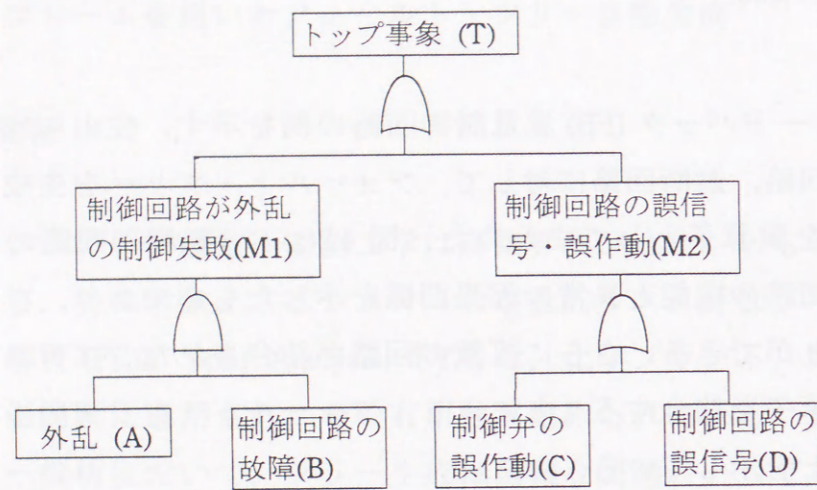 トップ事象 (T)
制御回路が外乱
の制御失敗(M1)
制御回路の誤信
号・誤作動(M2)
外乱 (A)
制御回路の
故障(B)
制御弁の
誤作動(C)
制御回路の
誤信号(D)